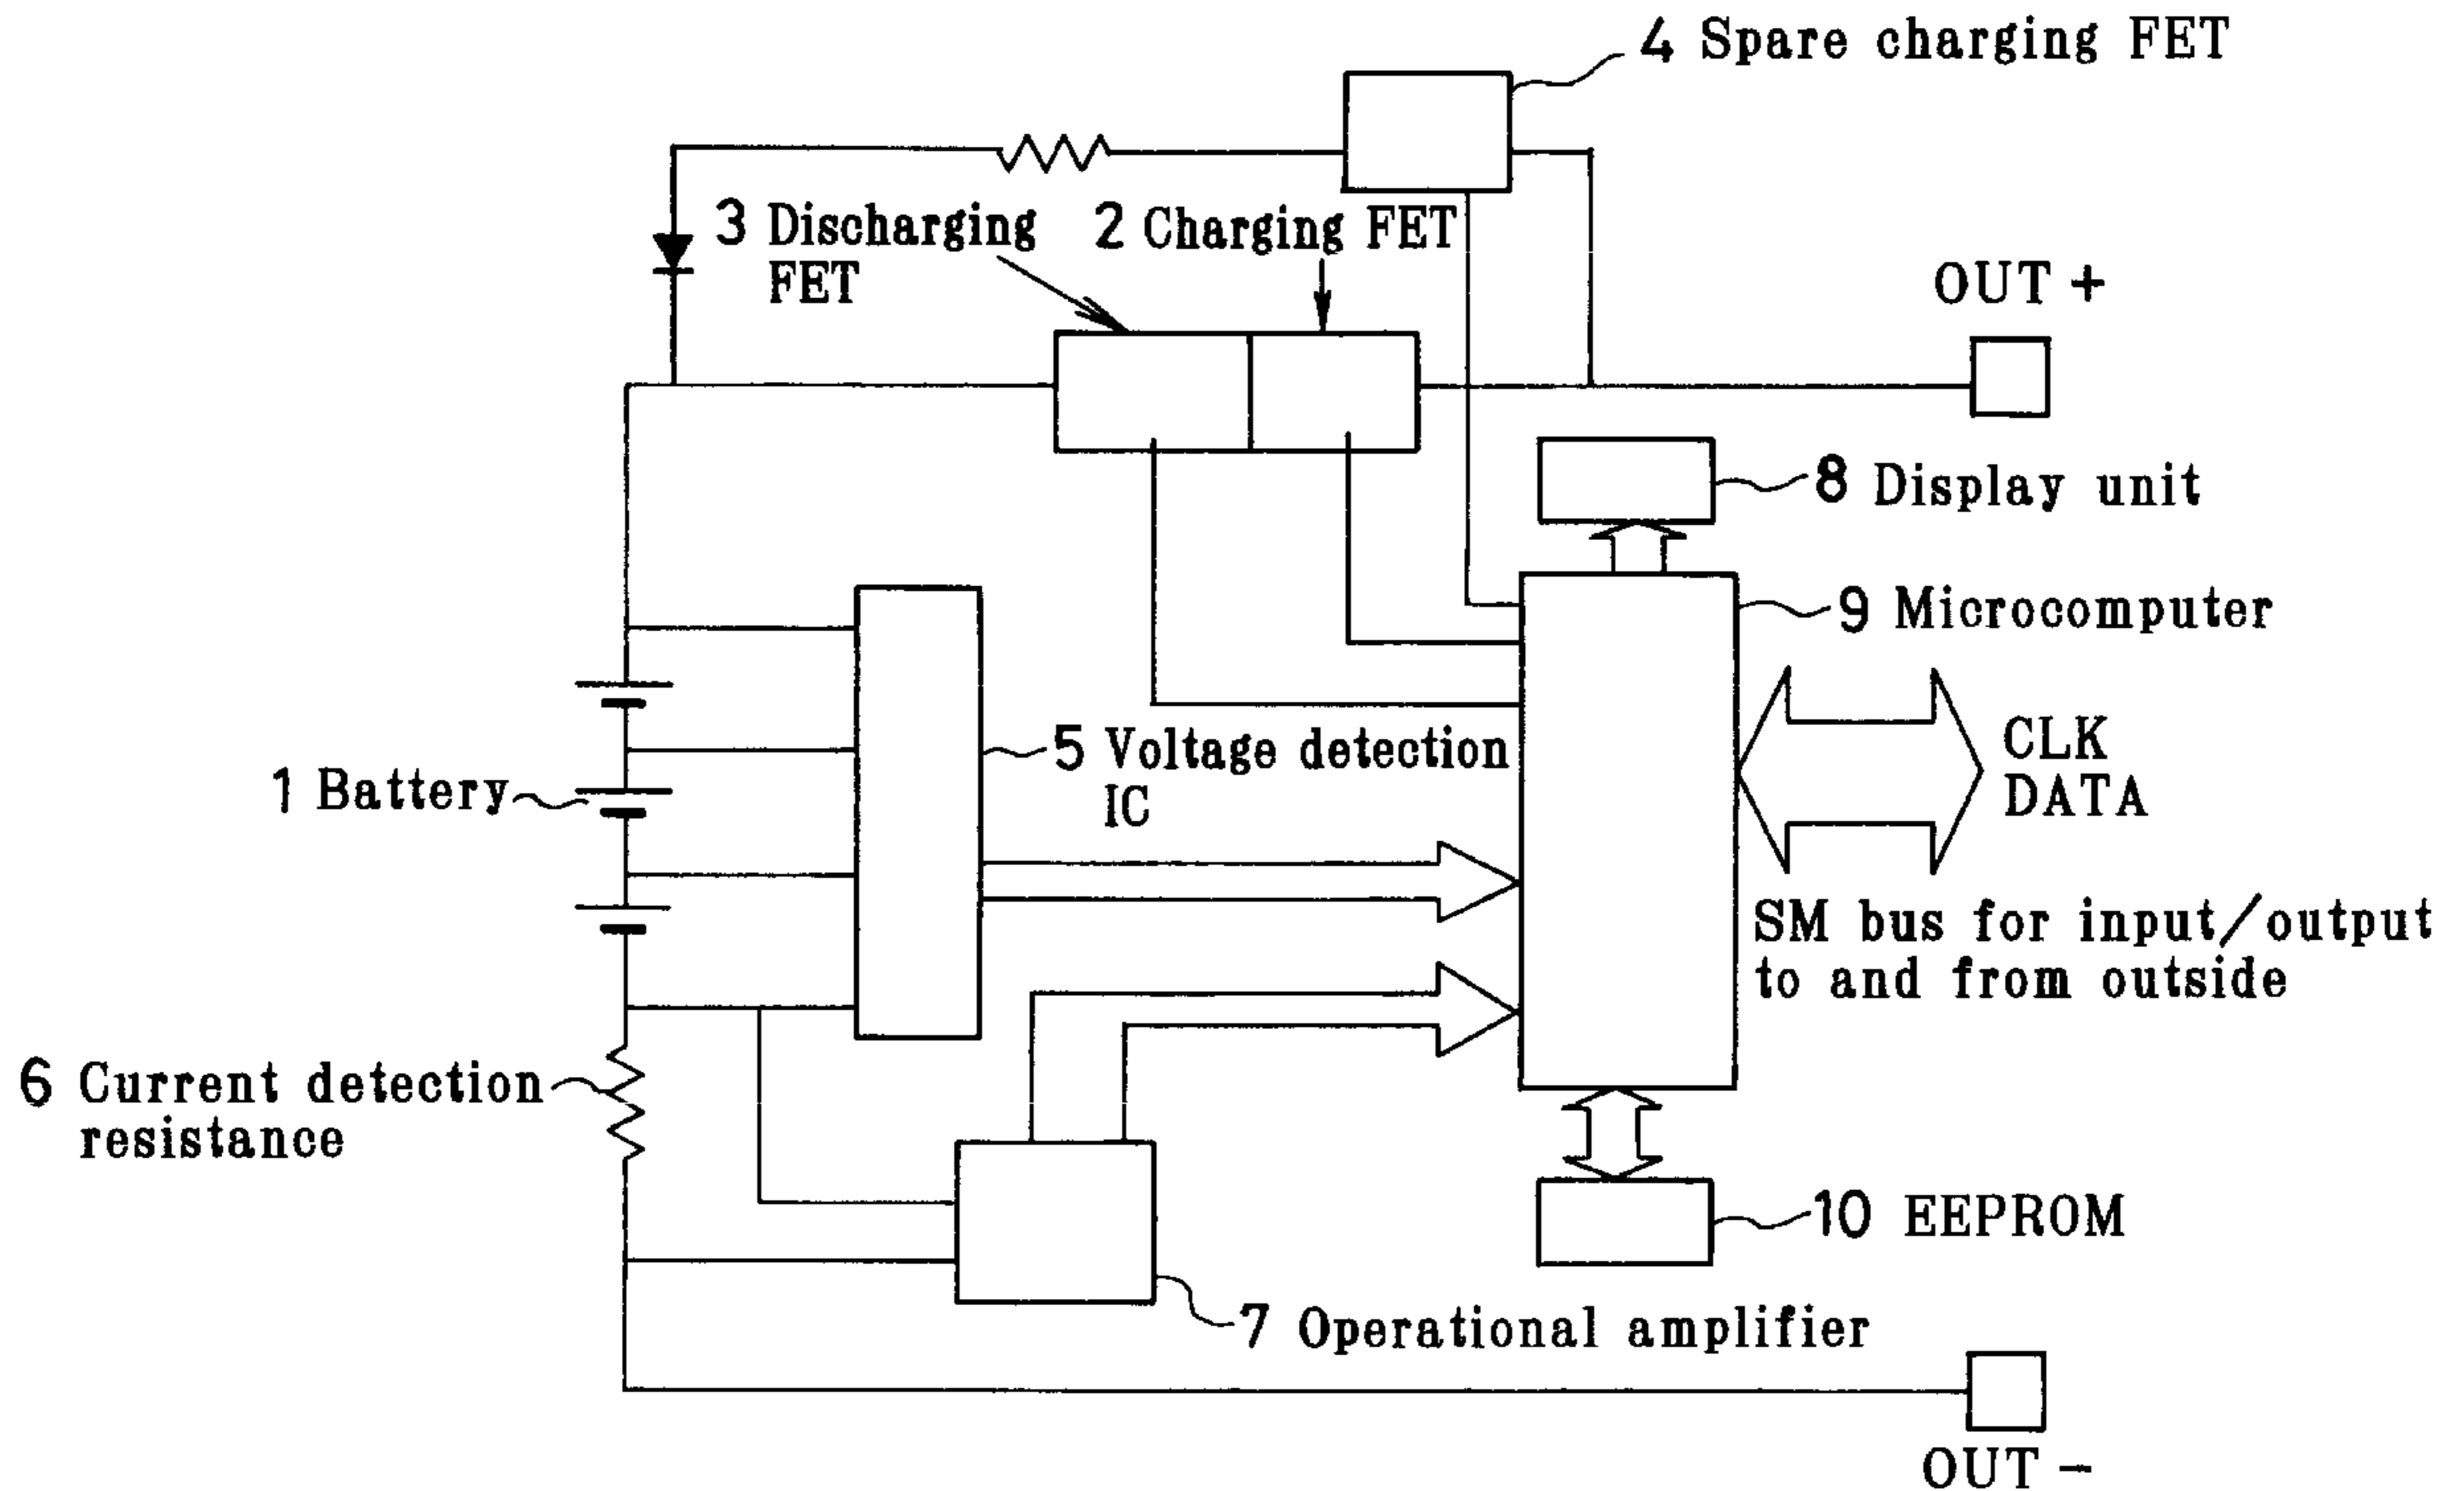 4 Spare charging FET
3 Discharging
FET
2 Charging FET
OUT +
8 Display unit
9 Microcomputer
5 Voltage detection
IC
1 Battery
CLK
DATA
SM bus for input/output
to and from outside
6 Current detection
resistance
10 EEPROM
7 Operational amplifier
OUT -